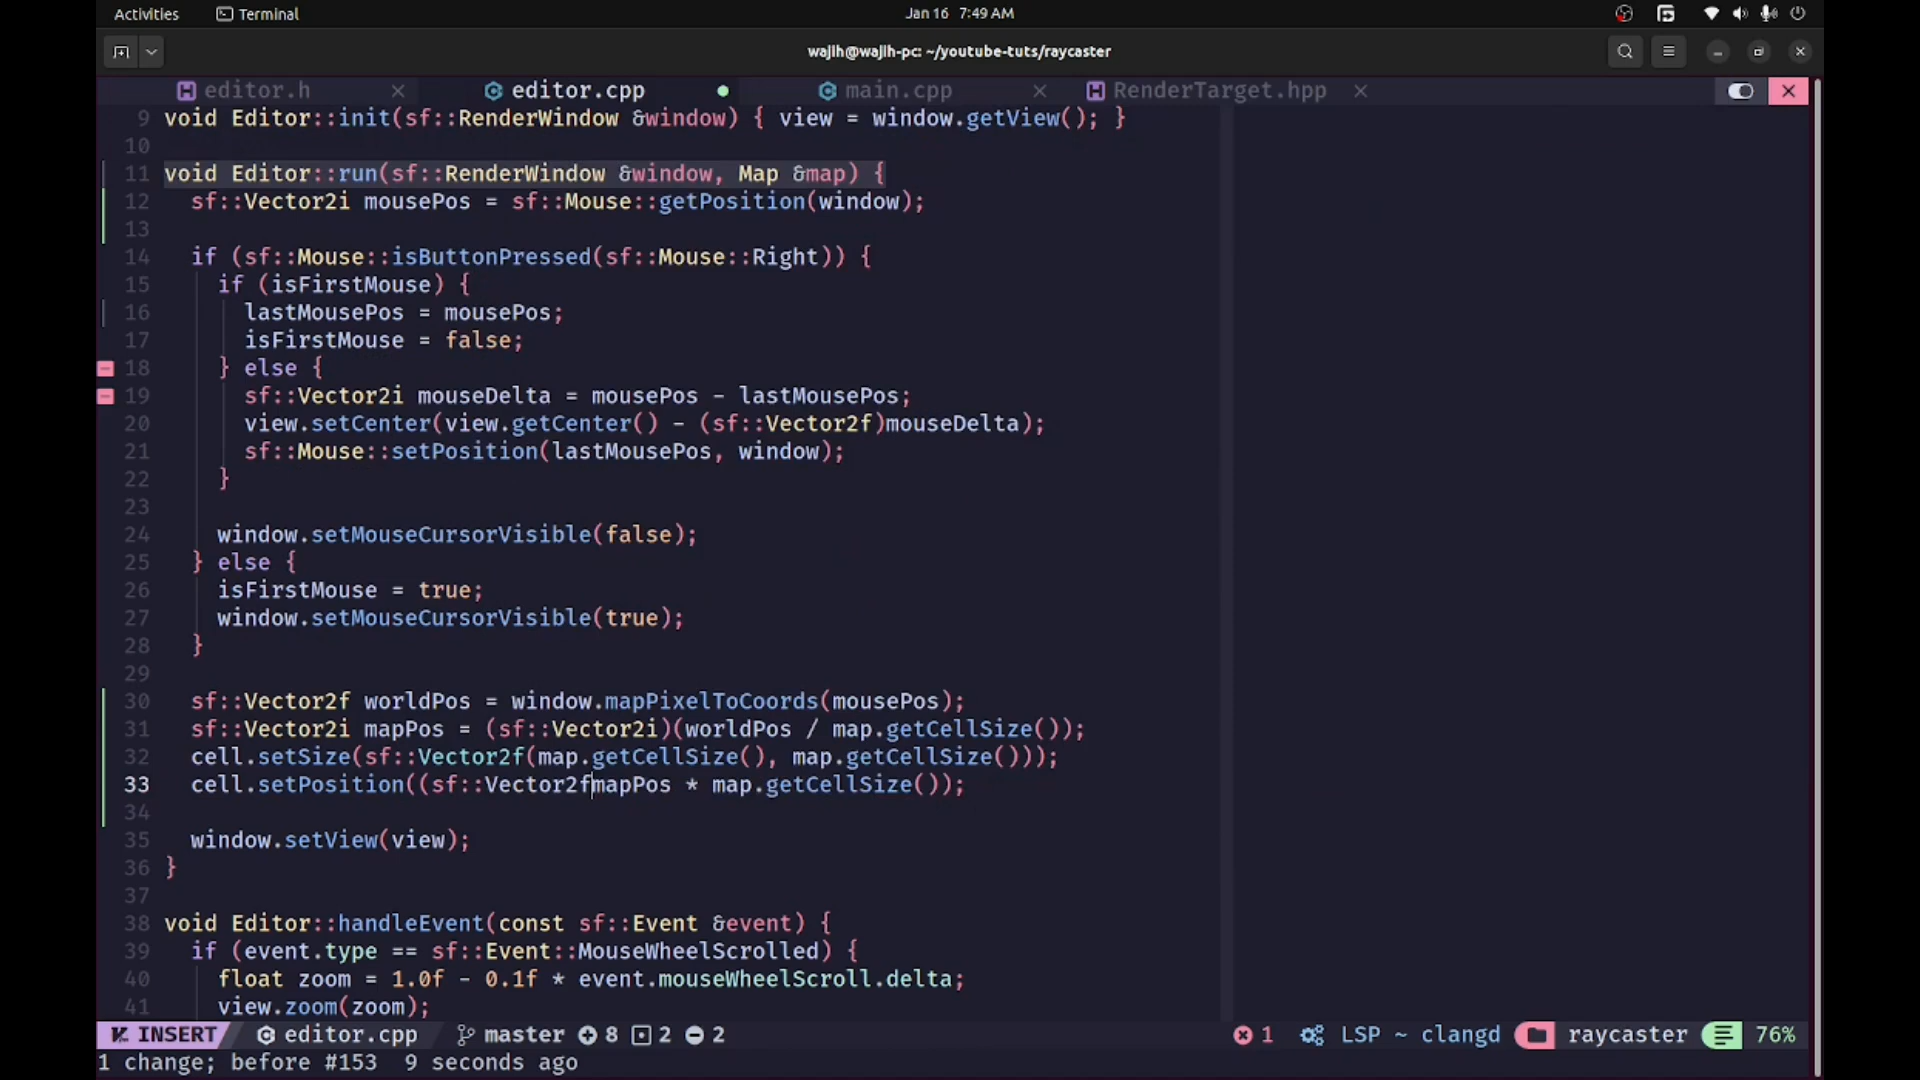 Activities Terminal Jan 16 7:49 AM
wajih@wajih-pc: ~/youtube-tuts/raycaster
editor.h editor.cpp main.cpp RenderTarget.hpp
9 void Editor::init(sf::RenderWindow &window) { view = window.getView(); }
10
11 void Editor::run(sf::RenderWindow &window, Map &map) {
12 sf::Vector2i mousePos = sf::Mouse::getPosition(window);
13
14 if (sf::Mouse::isButtonPressed(sf::Mouse::Right)) {
15 if (isFirstMouse) {
16 lastMousePos = mousePos;
17 isFirstMouse = false;
18 } else {
19 sf::Vector2i mouseDelta = mousePos - lastMousePos;
20 view.setCenter(view.getCenter() - (sf::Vector2f)mouseDelta);
21 sf::Mouse::setPosition(lastMousePos, window);
22 }
23
24 window.setMouseCursorVisible(false);
25 } else {
26 isFirstMouse = true;
27 window.setMouseCursorVisible(true);
28 }
29
30 sf::Vector2f worldPos = window.mapPixelToCoords(mousePos);
31 sf::Vector2i mapPos = (sf::Vector2i)(worldPos / map.getCellSize());
32 cell.setSize(sf::Vector2f(map.getCellSize(), map.getCellSize()));
33 cell.setPosition((sf::Vector2fmapPos * map.getCellSize());
34
35 window.setView(view);
36 }
37
38 void Editor::handleEvent(const sf::Event &event) {
39 if (event.type == sf::Event::MouseWheelScrolled) {
40 float zoom = 1.0f - 0.1f * event.mouseWheelScroll.delta;
41 view.zoom(zoom);
INSERT editor.cpp master 8 2 2 1 LSP ~ clangd raycaster 76%
1 change; before #153 9 seconds ago